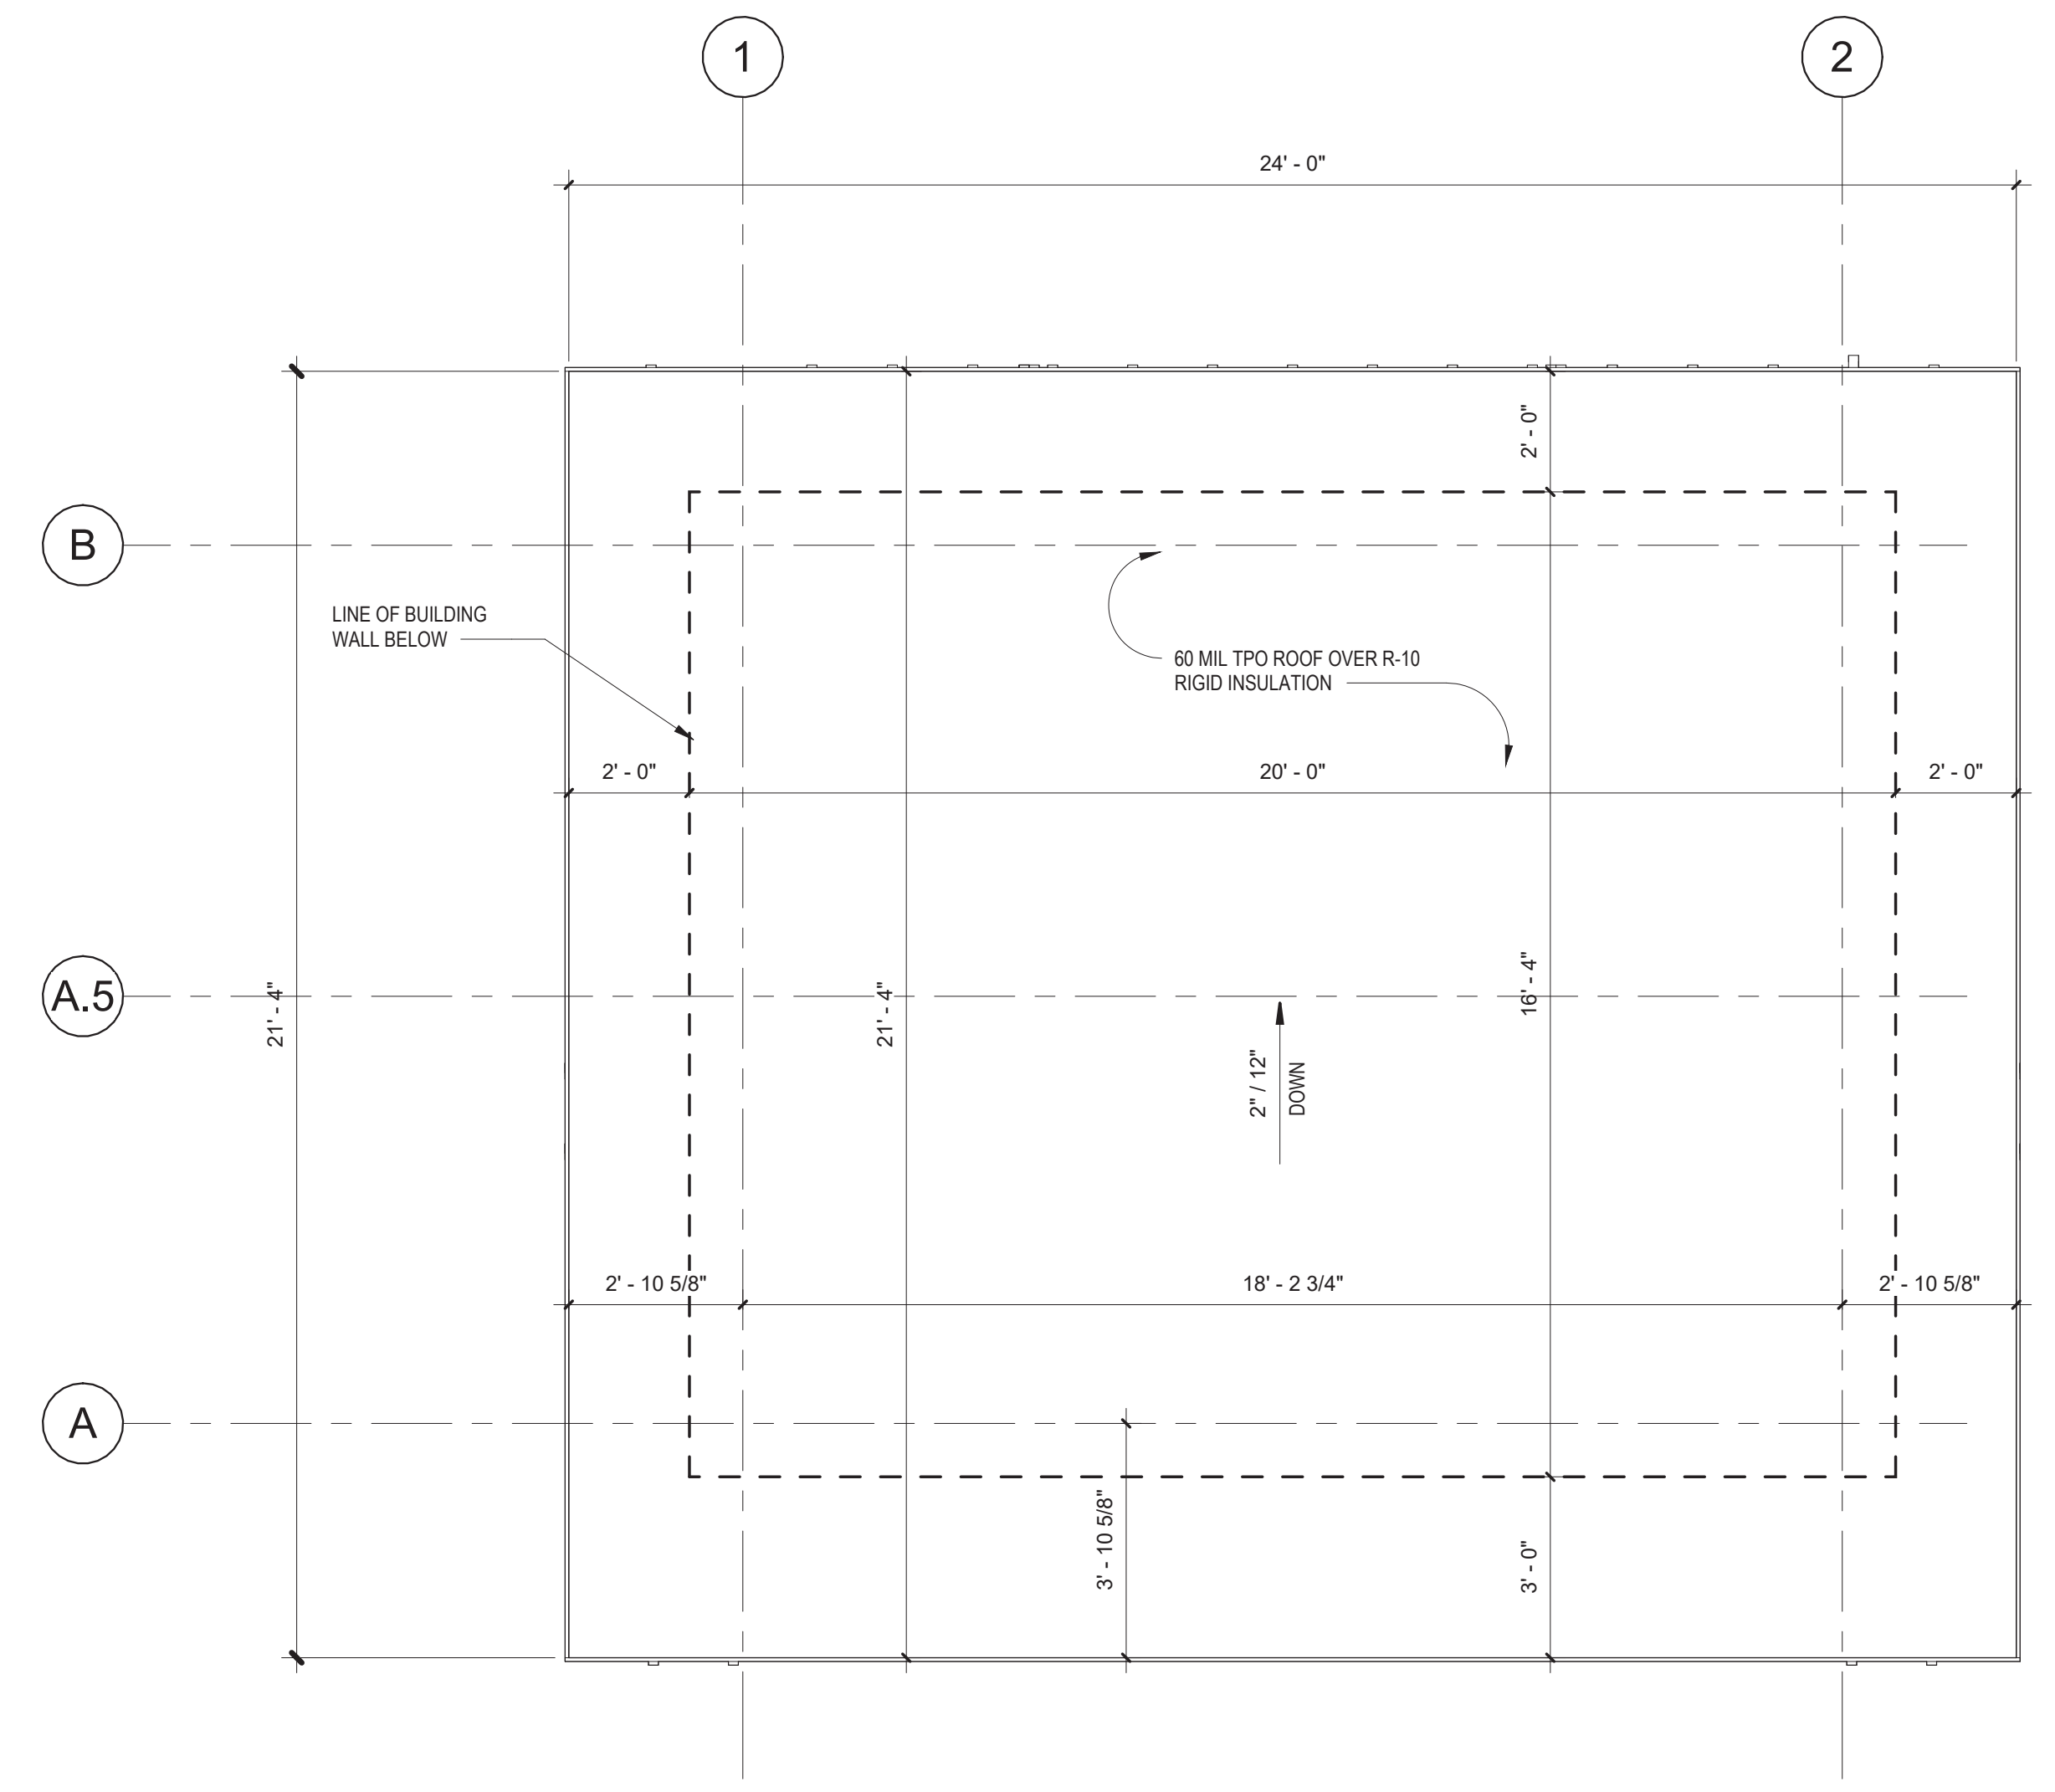 1
2
24' - 0"
2' - 0"
B
LINE OF BUILDING
WALL BELOW
60 MIL TPO ROOF OVER R-10
RIGID INSULATION
2' - 0"
20' - 0"
2' - 0"
A.5
21' - 4"
21' - 4"
16' - 4"
2" / 12"
DOWN
2' - 10 5/8"
18' - 2 3/4"
2' - 10 5/8"
A
3' - 10 5/8"
3' - 0"